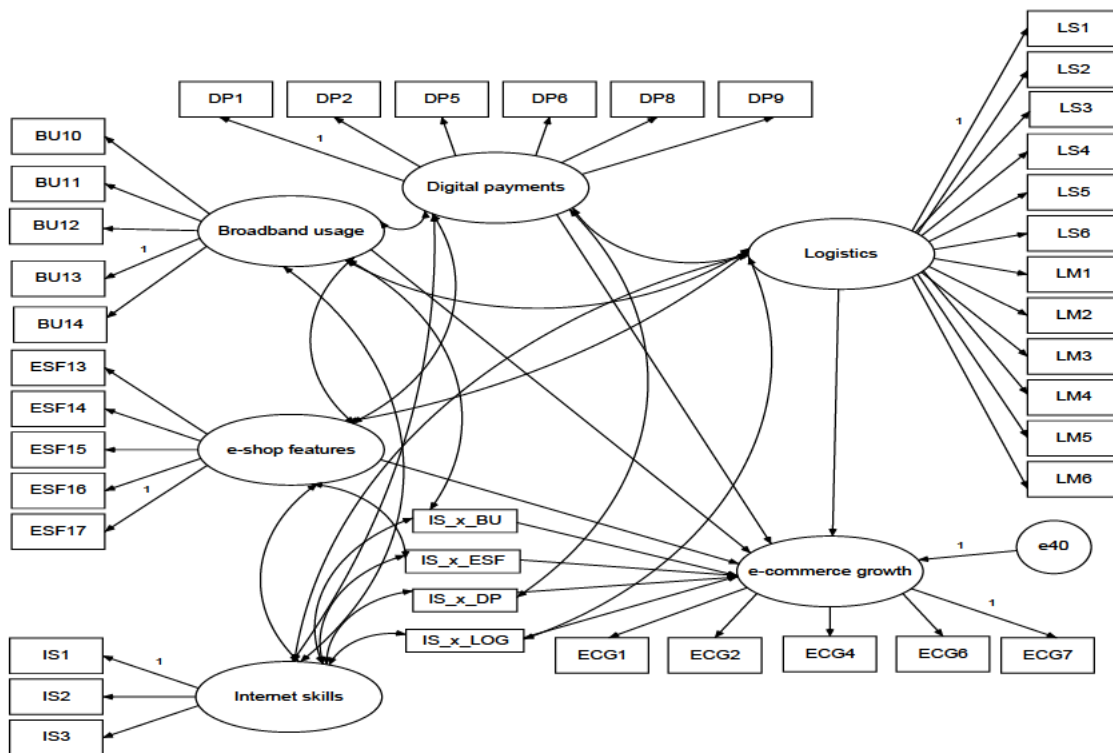 LS1
LS2
DP1
DP2
DP5
DP6
DP8
DP9
LS3
1
BU10
1
LS4
BU11
Digital payments
LS5
BU12
Broadband usage
LS6
1
Logistics
BU13
LM1
LM2
BU14
LM3
ESF13
LM4
ESF14
LM5
ESF15
e-shop features
LM6
ESF16
1
ESF17
IS_x_BU
IS_x_ESF
1
e40
e-commerce growth
IS_x_DP
1
IS_x_LOG
ECG1
ECG2
ECG4
ECG6
ECG7
IS1
1
IS2
Internet skills
IS3